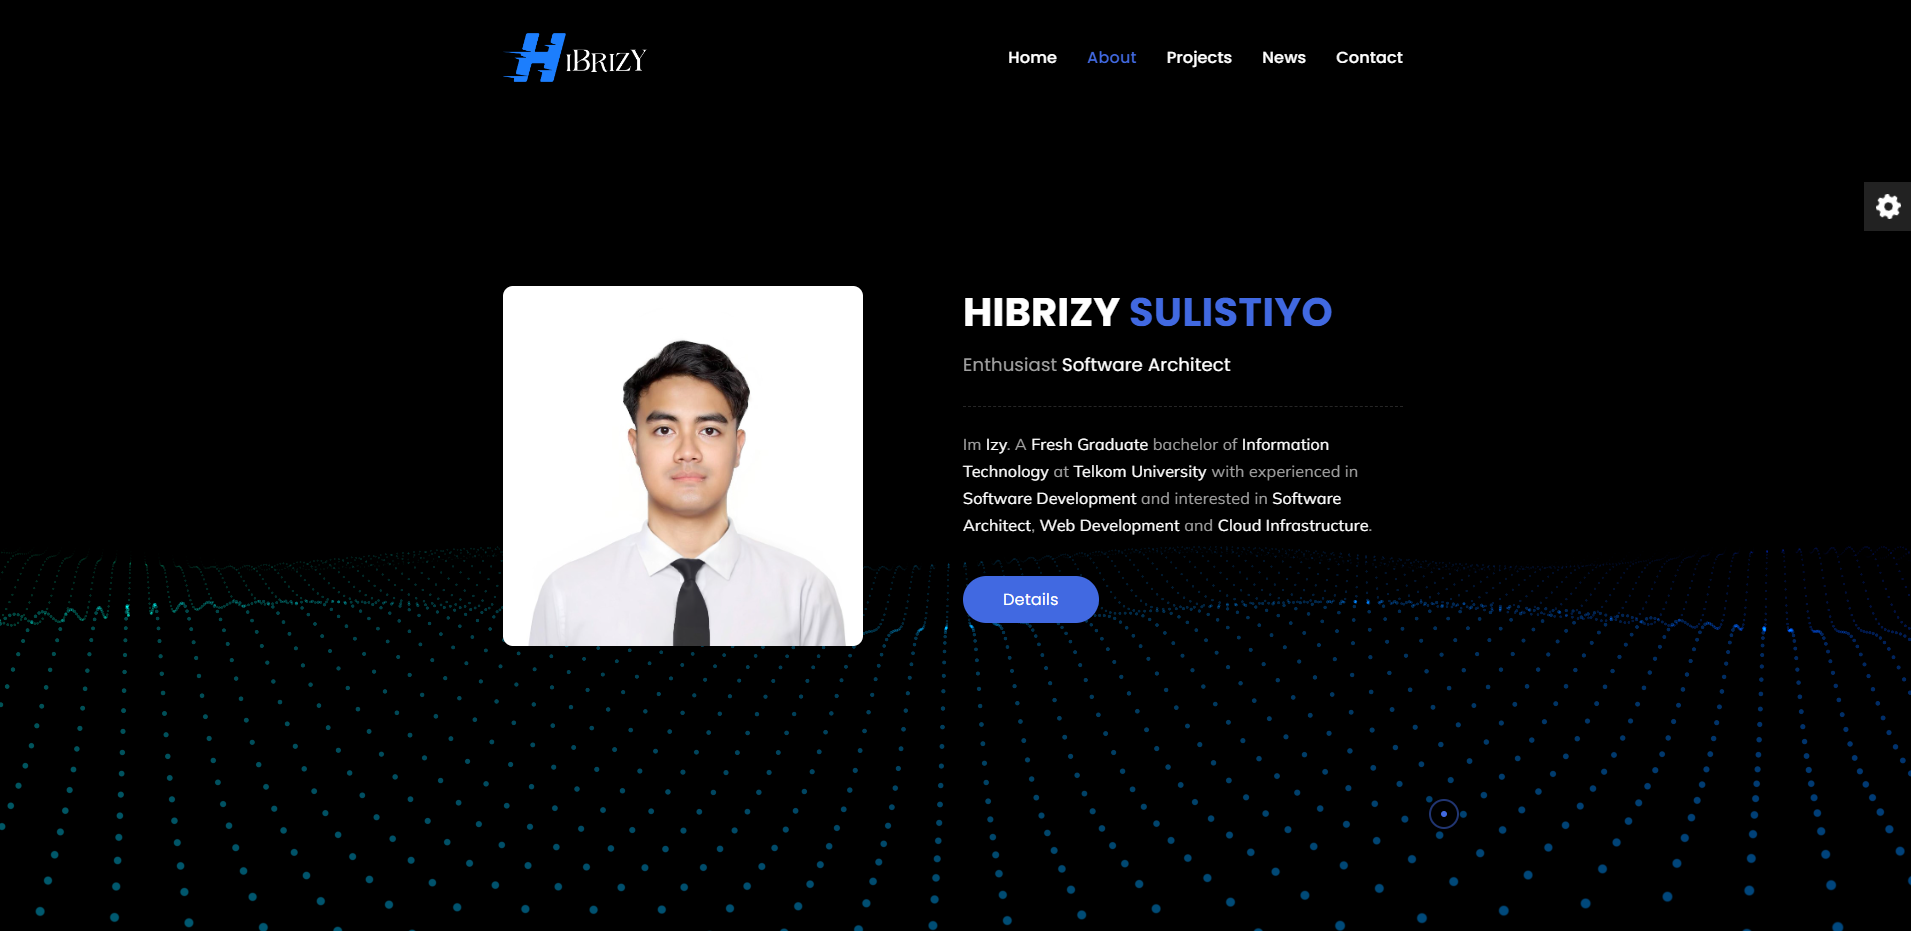 HiBRizY
Home About Projects News Contact
HIBRIZY SULISTIYO
Enthusiast Software Architect
Im Izy. A Fresh Graduate bachelor of Information
Technology at Telkom University with experienced in
Software Development and interested in Software
Architect, Web Development and Cloud Infrastructure.
Details